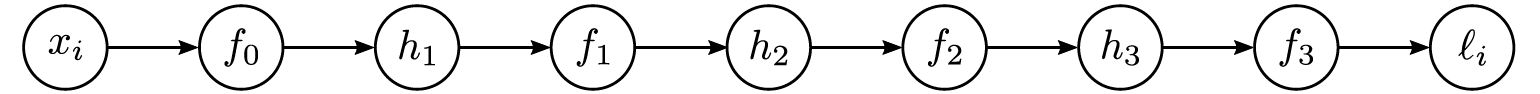 x_i f_0 h_1 f_1 h_2 f_2 h_3 f_3 ℓ_i